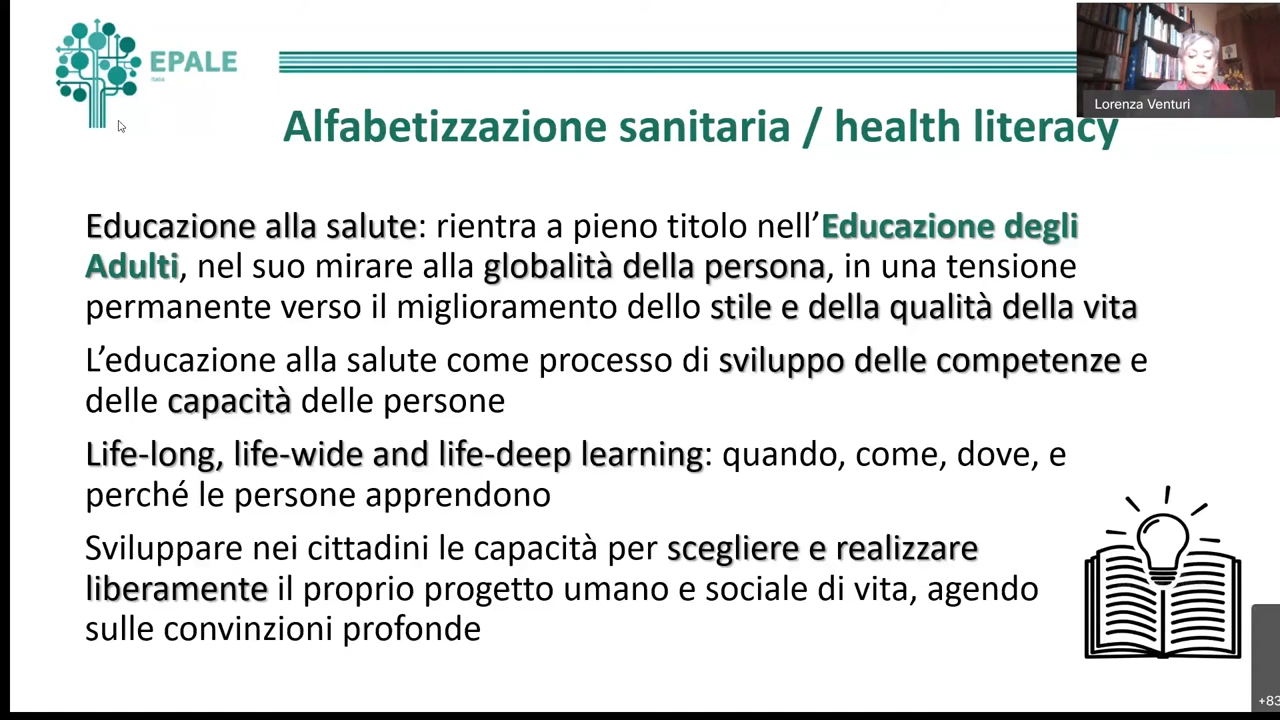 EPALE
Italia
Lorenza Venturi
Alfabetizzazione sanitaria / health literacy
Educazione alla salute: rientra a pieno titolo nell’Educazione degli
Adulti, nel suo mirare alla globalità della persona, in una tensione
permanente verso il miglioramento dello stile e della qualità della vita
L’educazione alla salute come processo di sviluppo delle competenze e
delle capacità delle persone
Life-long, life-wide and life-deep learning: quando, come, dove, e
perché le persone apprendono
Sviluppare nei cittadini le capacità per scegliere e realizzare
liberamente il proprio progetto umano e sociale di vita, agendo
sulle convinzioni profonde
+83